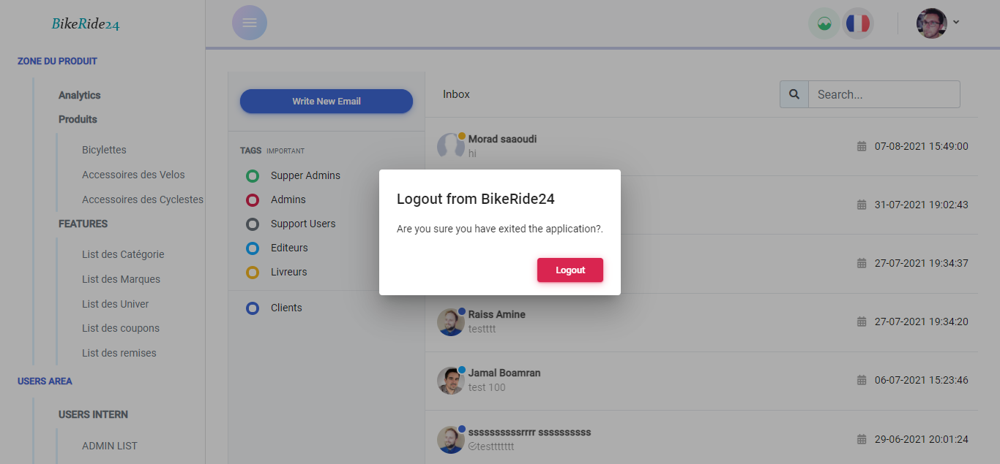 BikeRide24
ZONE DU PRODUIT
Analytics
Produits
Bicylettes
Accessoires des Velos
Accessoires des Cyclestes
FEATURES
List des Catégorie
List des Marques
List des Univer
List des coupons
List des remises
USERS AREA
USERS INTERN
ADMIN LIST
Write New Email
TAGS IMPORTANT
Supper Admins
Admins
Support Users
Editeurs
Livreurs
Clients
Inbox
Search...
Morad saaoudi
hi
07-08-2021 15:49:00
31-07-2021 19:02:43
27-07-2021 19:34:37
Raiss Amine
testttt
27-07-2021 19:34:20
Jamal Boamran
test 100
06-07-2021 15:23:46
ssssssssssrrrr ssssssssss
testtttttt
29-06-2021 20:01:24
Logout from BikeRide24
Are you sure you have exited the application?.
Logout